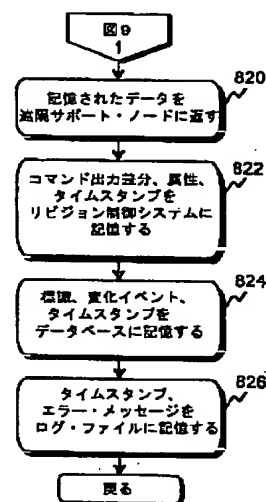 図9
1
820
記憶されたデータを
遠隔サポート・ノードに返す
822
コマンド出力差分、属性、
タイムスタンプを
リビジョン制御システムに
記憶する
824
標識、変化イベント、
タイムスタンプを
データベースに記憶する
826
タイムスタンプ、
エラー・メッセージを
ログ・ファイルに記憶する
戻る